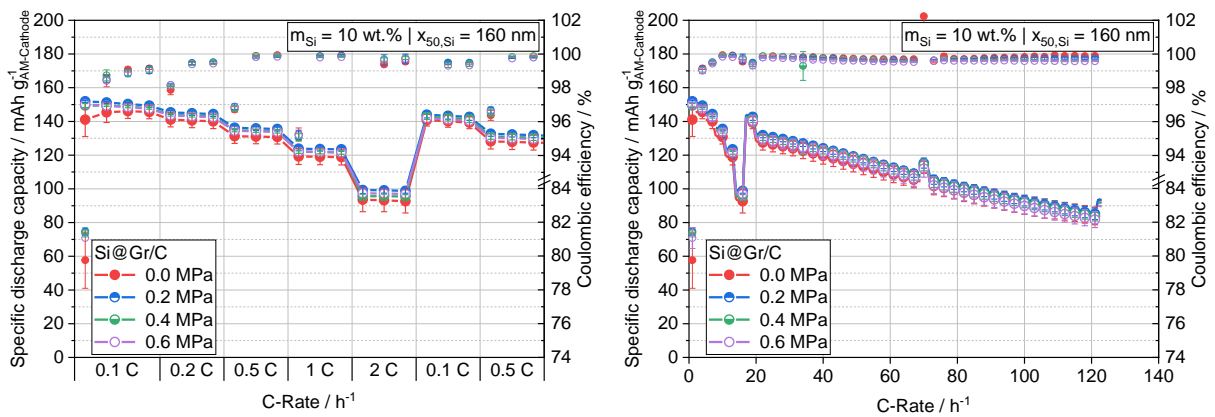 m_Si = 10 wt.% | x_50,Si = 160 nm
Specific discharge capacity / mAh g⁻¹_AM-Cathode
200
180
160
140
120
100
80
60
40
20
0
Si@Gr/C
0.0 MPa
0.2 MPa
0.4 MPa
0.6 MPa
0.1 C 0.2 C 0.5 C 1 C 2 C 0.1 C 0.5 C
C-Rate / h⁻¹
102
100
98
96
94
84
82
80
78
76
74
Coulombic efficiency / %
m_Si = 10 wt.% | x_50,Si = 160 nm
Specific discharge capacity / mAh g⁻¹_AM-Cathode
200
180
160
140
120
100
80
60
40
20
0
Si@Gr/C
0.0 MPa
0.2 MPa
0.4 MPa
0.6 MPa
0 20 40 60 80 100 120 140
C-Rate / h⁻¹
102
100
98
96
94
84
82
80
78
76
74
Coulombic efficiency / %